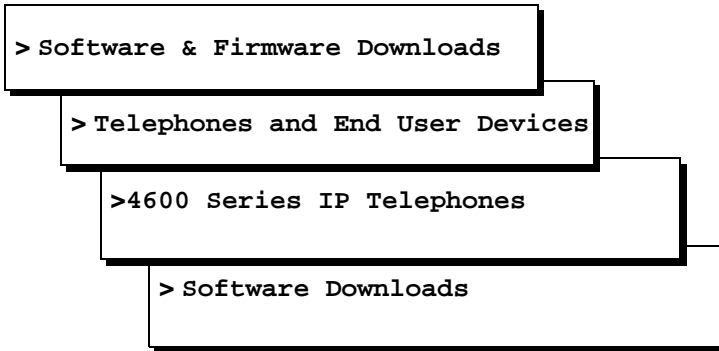 > Software & Firmware Downloads
> Telephones and End User Devices
>4600 Series IP Telephones
> Software Downloads